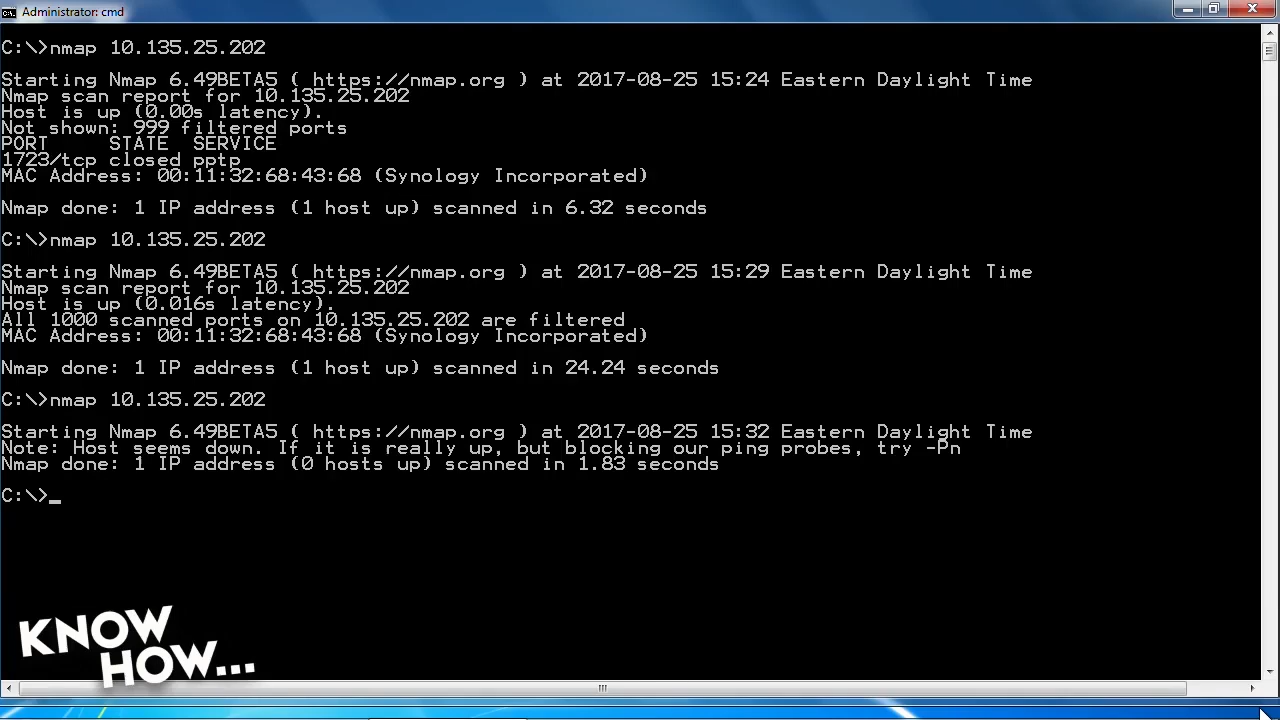 Administrator: cmd
C:\>nmap 10.135.25.202
Starting Nmap 6.49BETA5 ( https://nmap.org ) at 2017-08-25 15:24 Eastern Daylight Time
Nmap scan report for 10.135.25.202
Host is up (0.00s latency).
Not shown: 999 filtered ports
PORT     STATE  SERVICE
1723/tcp closed pptp
MAC Address: 00:11:32:68:43:68 (Synology Incorporated)
Nmap done: 1 IP address (1 host up) scanned in 6.32 seconds
C:\>nmap 10.135.25.202
Starting Nmap 6.49BETA5 ( https://nmap.org ) at 2017-08-25 15:29 Eastern Daylight Time
Nmap scan report for 10.135.25.202
Host is up (0.016s latency).
All 1000 scanned ports on 10.135.25.202 are filtered
MAC Address: 00:11:32:68:43:68 (Synology Incorporated)
Nmap done: 1 IP address (1 host up) scanned in 24.24 seconds
C:\>nmap 10.135.25.202
Starting Nmap 6.49BETA5 ( https://nmap.org ) at 2017-08-25 15:32 Eastern Daylight Time
Note: Host seems down. If it is really up, but blocking our ping probes, try -Pn
Nmap done: 1 IP address (0 hosts up) scanned in 1.83 seconds
C:\>_
KNOW
HOW...